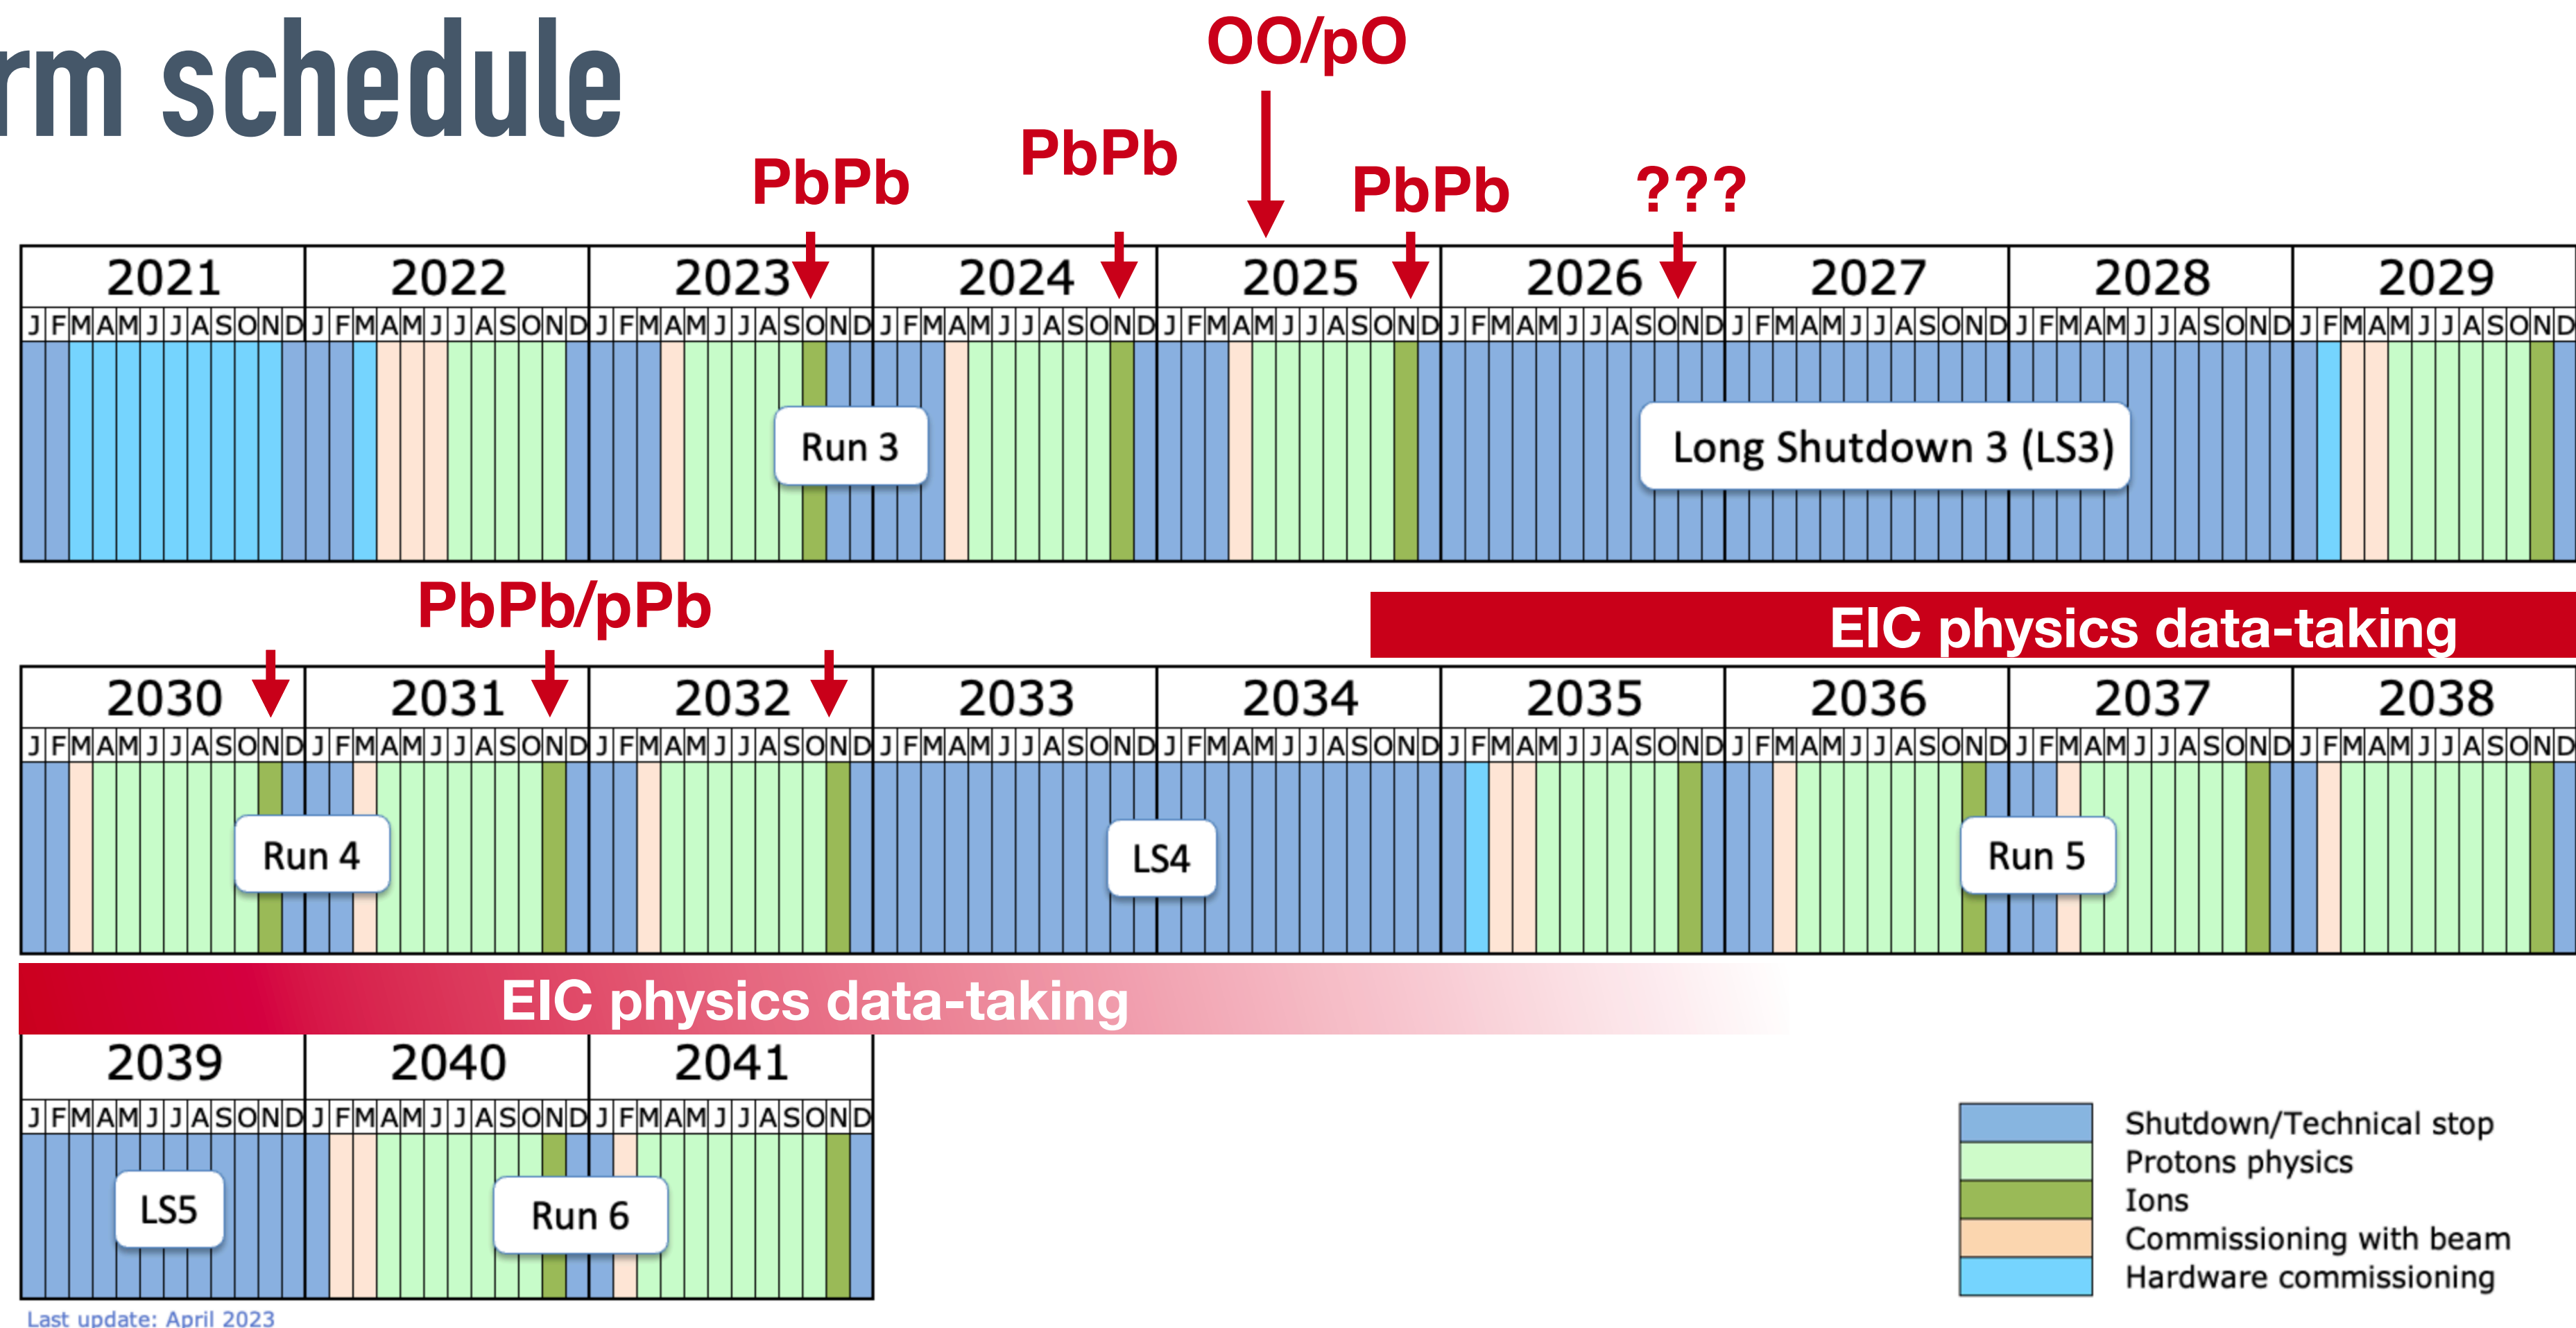 rm schedule
OO/pO
PbPb
PbPb
PbPb
???
2021 2022 2023 2024 2025 2026 2027 2028 2029
J F M A M J J A S O N D J F M A M J J A S O N D J F M A M J J A S O N D J F M A M J J A S O N D J F M A M J J A S O N D J F M A M J J A S O N D J F M A M J J A S O N D J F M A M J J A S O N D J F M A M J J A S O N D
Run 3
Long Shutdown 3 (LS3)
PbPb/pPb
EIC physics data-taking
2030 2031 2032 2033 2034 2035 2036 2037 2038
J F M A M J J A S O N D J F M A M J J A S O N D J F M A M J J A S O N D J F M A M J J A S O N D J F M A M J J A S O N D J F M A M J J A S O N D J F M A M J J A S O N D J F M A M J J A S O N D J F M A M J J A S O N D
Run 4
LS4
Run 5
EIC physics data-taking
2039 2040 2041
J F M A M J J A S O N D J F M A M J J A S O N D J F M A M J J A S O N D
LS5
Run 6
Shutdown/Technical stop
Protons physics
Ions
Commissioning with beam
Hardware commissioning
Last update: April 2023